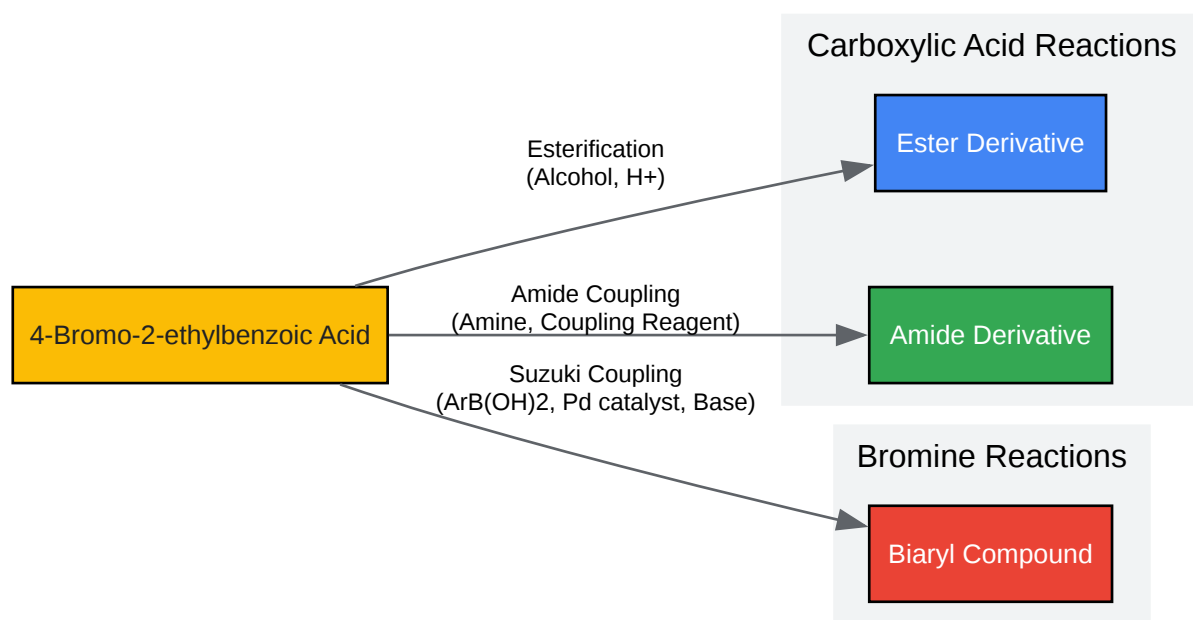 Carboxylic Acid Reactions
Ester Derivative
Esterification
(Alcohol, H+)
4-Bromo-2-ethylbenzoic Acid
Amide Coupling
(Amine, Coupling Reagent)
Amide Derivative
Suzuki Coupling
(ArB(OH)2, Pd catalyst, Base)
Bromine Reactions
Biaryl Compound